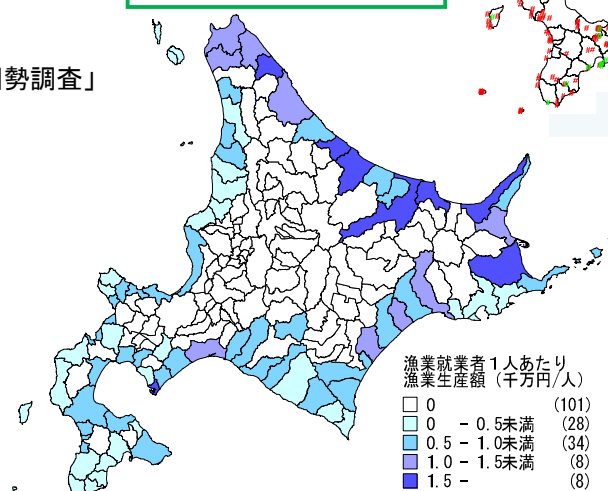 勢調査」
漁業就業者１人あたり
漁業生産額（千万円/人）
0 (101)
0 - 0.5未満 (28)
0.5 - 1.0未満 (34)
1.0 - 1.5未満 (8)
1.5 - (8)